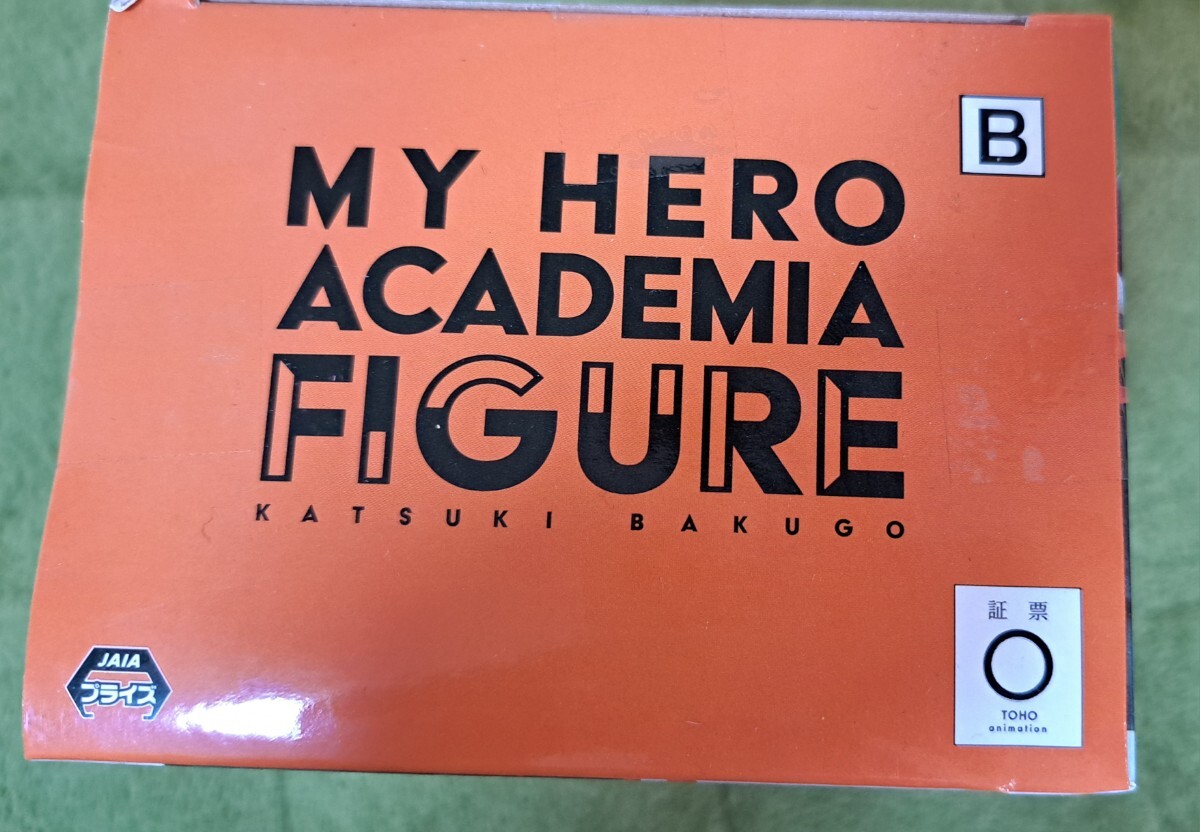 B
MY HERO
ACADEMIA
FIGURE
KATSUKI BAKUGO
証票
TOHO
animation
JAIA
プライズ